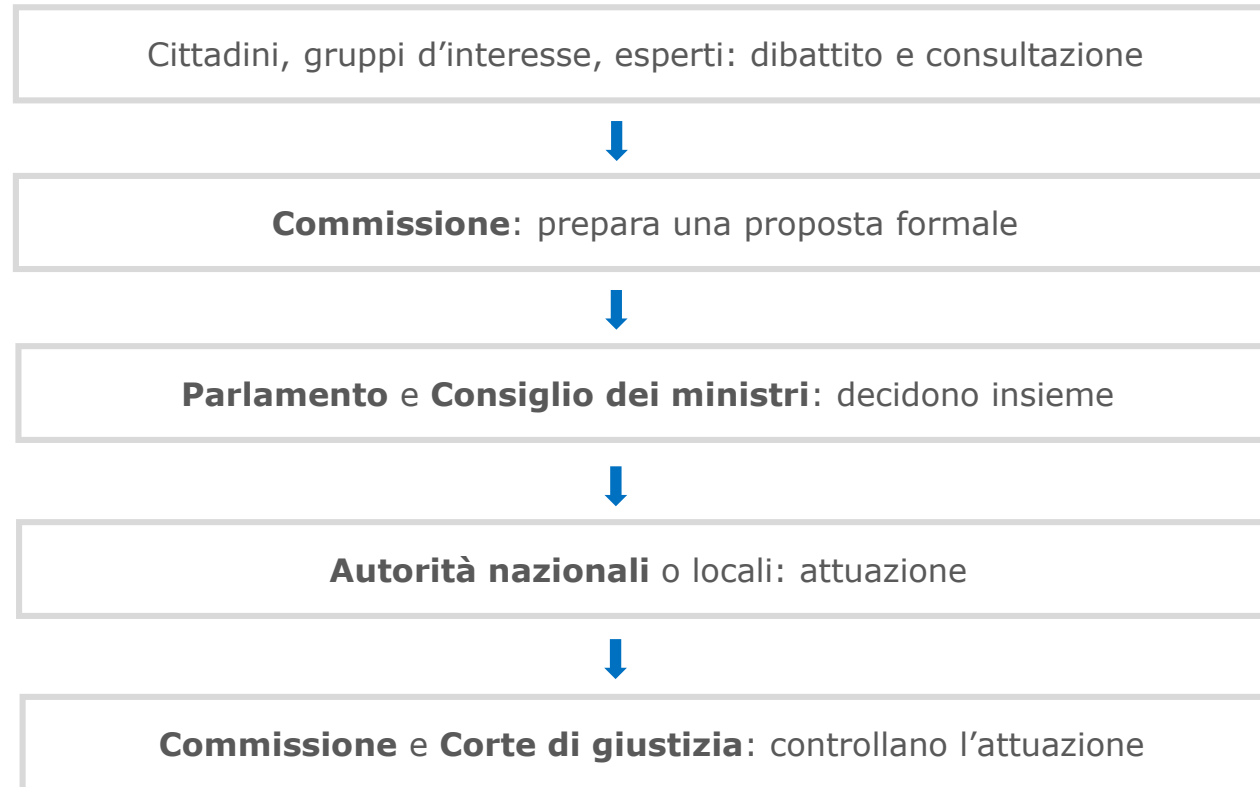 Cittadini, gruppi d’interesse, esperti: dibattito e consultazione
Commissione: prepara una proposta formale
Parlamento e Consiglio dei ministri: decidono insieme
Autorità nazionali o locali: attuazione
Commissione e Corte di giustizia: controllano l’attuazione